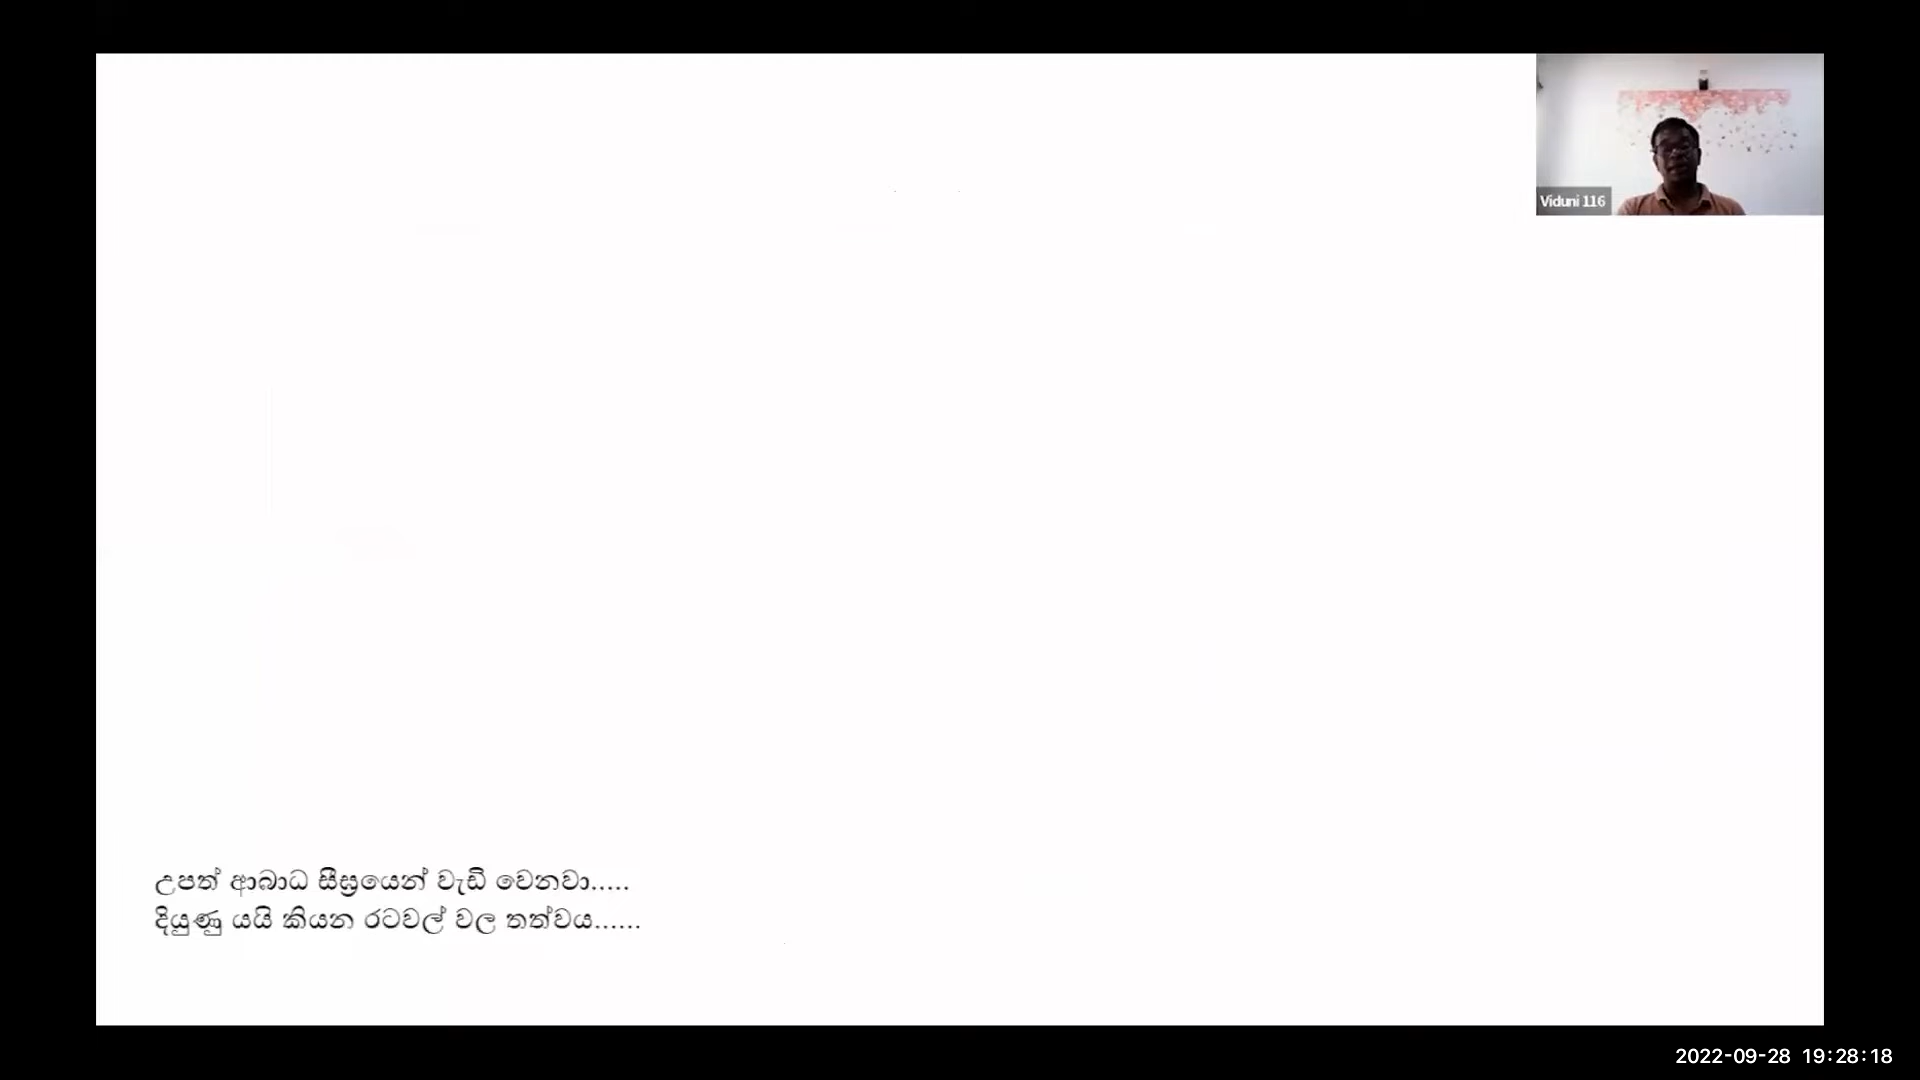 Viduni 116
උපත් ආබාධ සීඝ්‍රයෙන් වැඩි වෙනවා.....
දියුණු යයි කියන රටවල් වල තත්වය......
2022-09-28 19:28:18